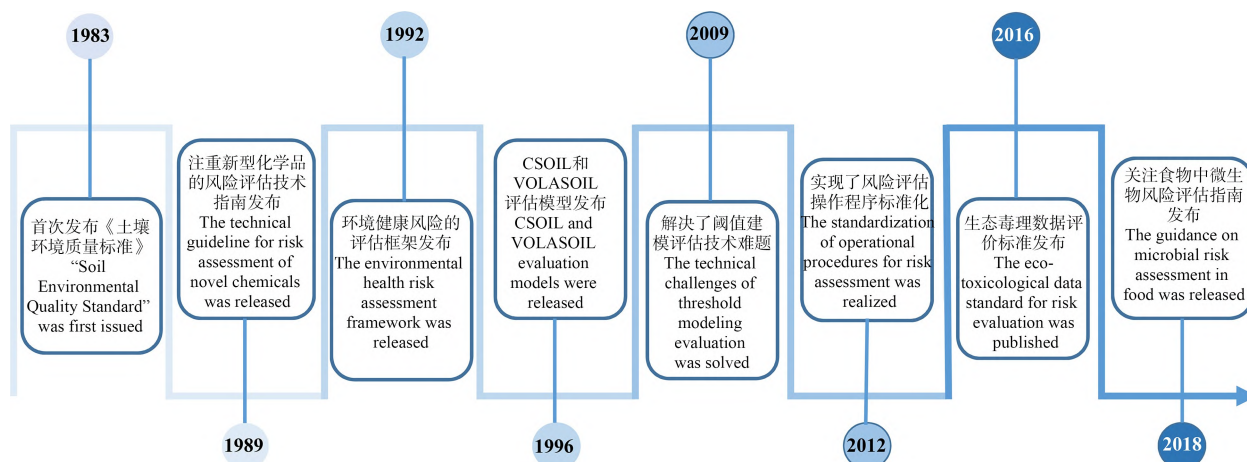 1983
首次发布《土壤
环境质量标准》
“Soil
Environmental
Quality Standard”
was first issued
注重新型化学品
的风险评估技术
指南发布
The technical
guideline for risk
assessment of
novel chemicals
was released
1989
1992
环境健康风险的
评估框架发布
The environmental
health risk
assessment
framework was
released
CSOIL和
VOLASOIL
评估模型发布
CSOIL and
VOLASOIL
evaluation
models were
released
1996
2009
解决了阈值建
模评估技术难题
The technical
challenges of
threshold
modeling
evaluation
was solved
实现了风险评估
操作程序标准化
The standardization
of operational
procedures for risk
assessment was
realized
2012
2016
生态毒理数据评
价标准发布
The eco-
toxicological data
standard for risk
evaluation was
published
关注食物中微生
物风险评估指南
发布
The guidance on
microbial risk
assessment in
food was released
2018